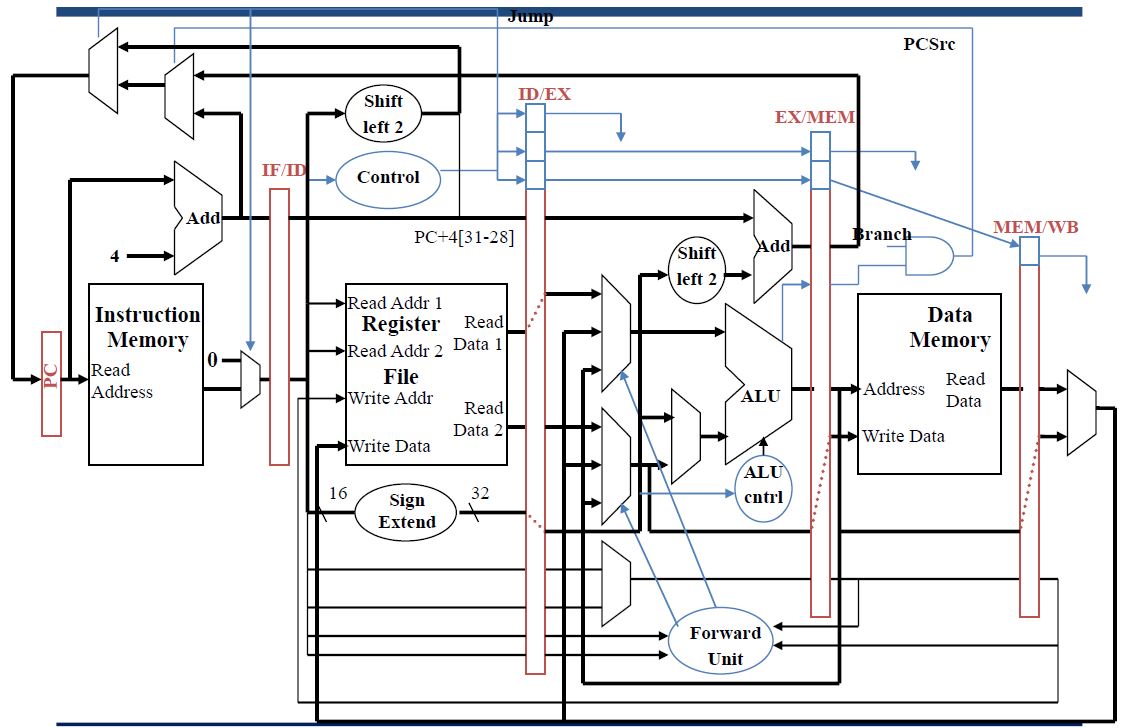 Jump
PCSrc
ID/EX
Shift
left 2
EX/MEM
IF/ID
Control
Add
PC+4[31-28]
Branch
MEM/WB
Add
4
Shift
left 2
Instruction
Memory
Read
Address
PC
0
Read Addr 1
Register
Read
Data 1
Read Addr 2
File
Write Addr
Read
Data 2
Write Data
ALU
Data
Memory
Address
Read
Data
Write Data
ALU
cntrl
16
Sign
Extend
32
Forward
Unit